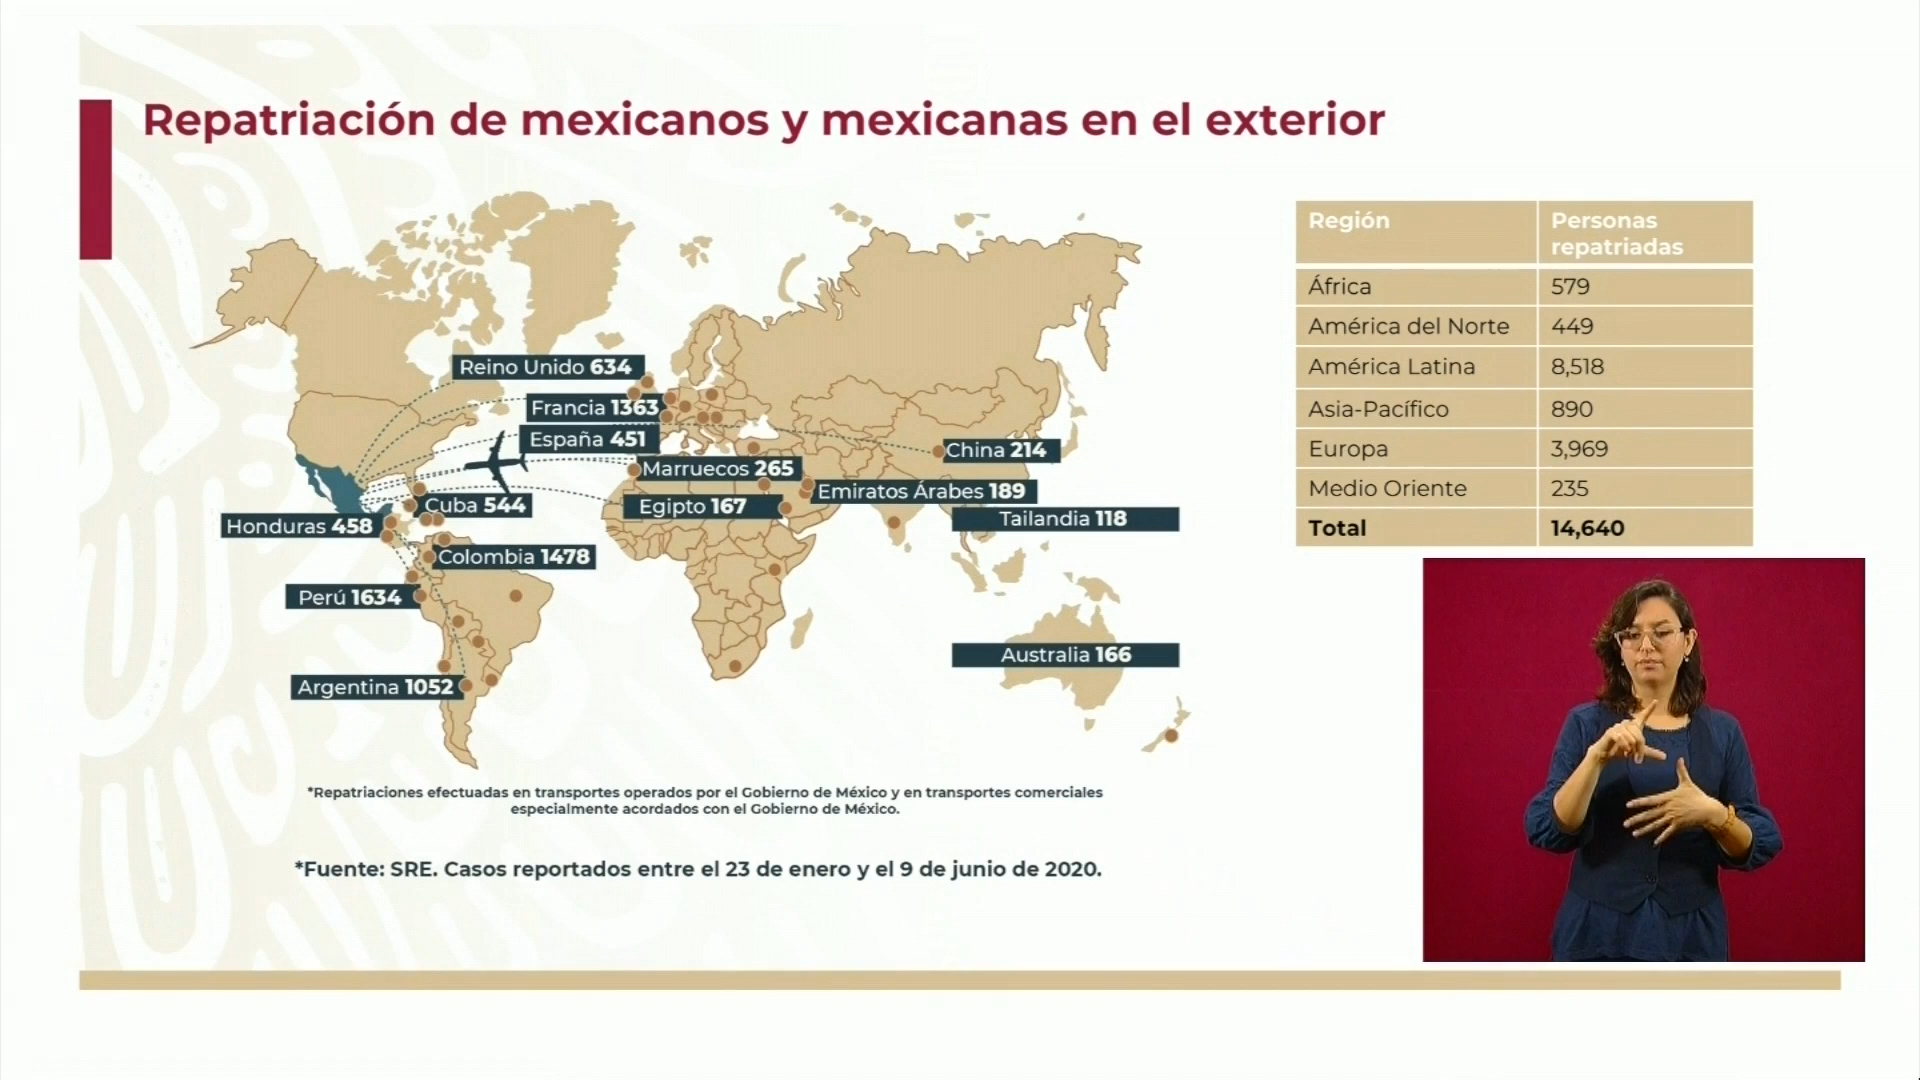 Repatriación de mexicanos y mexicanas en el exterior
Reino Unido 634
Francia 1363
España 451
China 214
Marruecos 265
Emiratos Árabes 189
Egipto 167
Cuba 544
Tailandia 118
Honduras 458
Colombia 1478
Perú 1634
Australia 166
Argentina 1052
*Repatriaciones efectuadas en transportes operados por el Gobierno de México y en transportes comerciales
especialmente acordados con el Gobierno de México.
*Fuente: SRE. Casos reportados entre el 23 de enero y el 9 de junio de 2020.
Región Personas
repatriadas
África 579
América del Norte 449
América Latina 8,518
Asia-Pacífico 890
Europa 3,969
Medio Oriente 235
Total 14,640